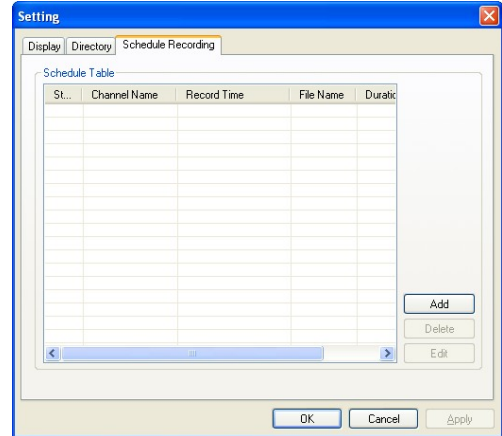 Setting
Display Directory Schedule Recording
Schedule Table
St... Channel Name Record Time File Name Duratic
Add
Delete
Edit
OK Cancel Apply